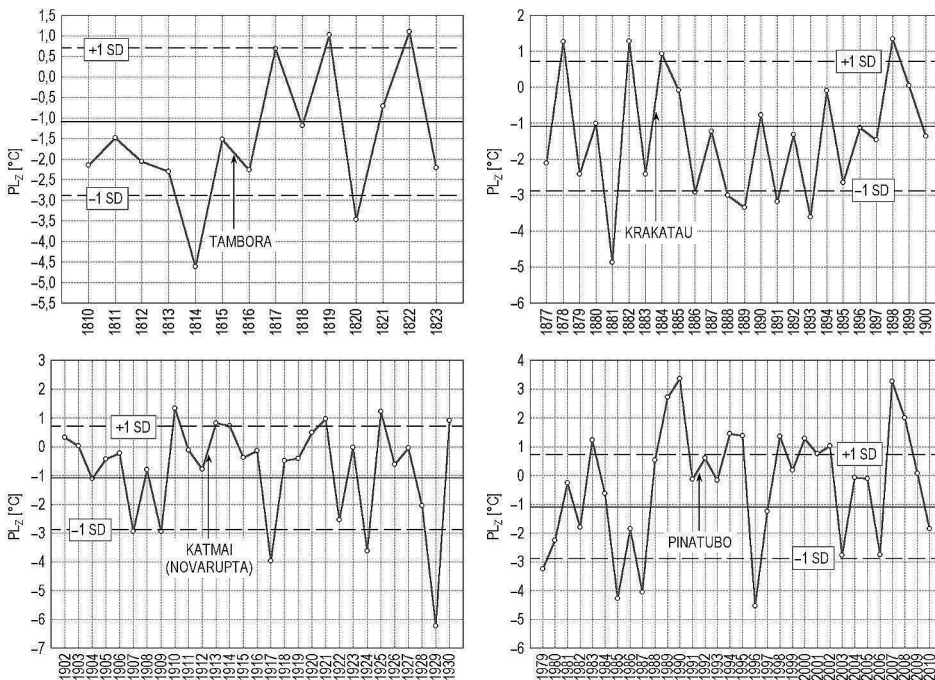 1,5
1,0
0,5
0,0
–0,5
–1,0
–1,5
–2,0
–2,5
–3,0
–3,5
–4,0
–4,5
–5,0
–5,5
PLZ [°C]
+1 SD
–1 SD
TAMBORA
1810 1811 1812 1813 1814 1815 1816 1817 1818 1819 1820 1821 1822 1823
2
1
0
–1
–2
–3
–4
–5
–6
PLZ [°C]
+1 SD
–1 SD
KRAKATAU
1877 1878 1879 1880 1881 1882 1883 1884 1885 1886 1887 1888 1889 1890 1891 1892 1893 1894 1895 1896 1897 1898 1899 1900
3
2
1
0
–1
–2
–3
–4
–5
–6
–7
PLZ [°C]
+1 SD
–1 SD
KATMAI
(NOVARUPTA)
1902 1903 1904 1905 1906 1907 1908 1909 1910 1911 1912 1913 1914 1915 1916 1917 1918 1919 1920 1921 1922 1923 1924 1925 1926 1927 1928 1929 1930
4
3
2
1
0
–1
–2
–3
–4
–5
–6
PLZ [°C]
+1 SD
PINATUBO
–1 SD
1979 1980 1981 1982 1983 1984 1985 1986 1987 1988 1989 1990 1991 1992 1993 1994 1995 1996 1997 1998 1999 2000 2001 2002 2003 2004 2005 2006 2007 2008 2009 2010